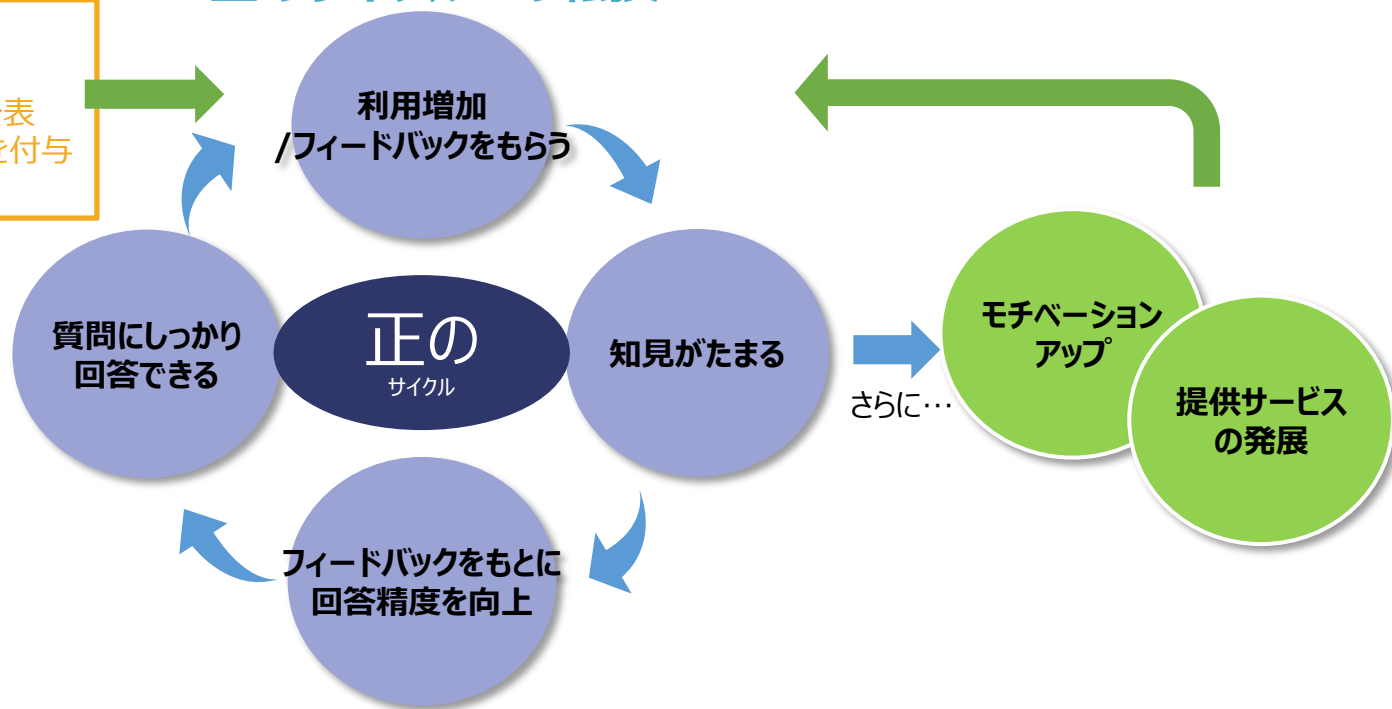 表
を付与
利用増加
/フィードバックをもらう
質問にしっかり
回答できる
正の
サイクル
知見がたまる
さらに…
モチベーション
アップ
提供サービス
の発展
フィードバックをもとに
回答精度を向上